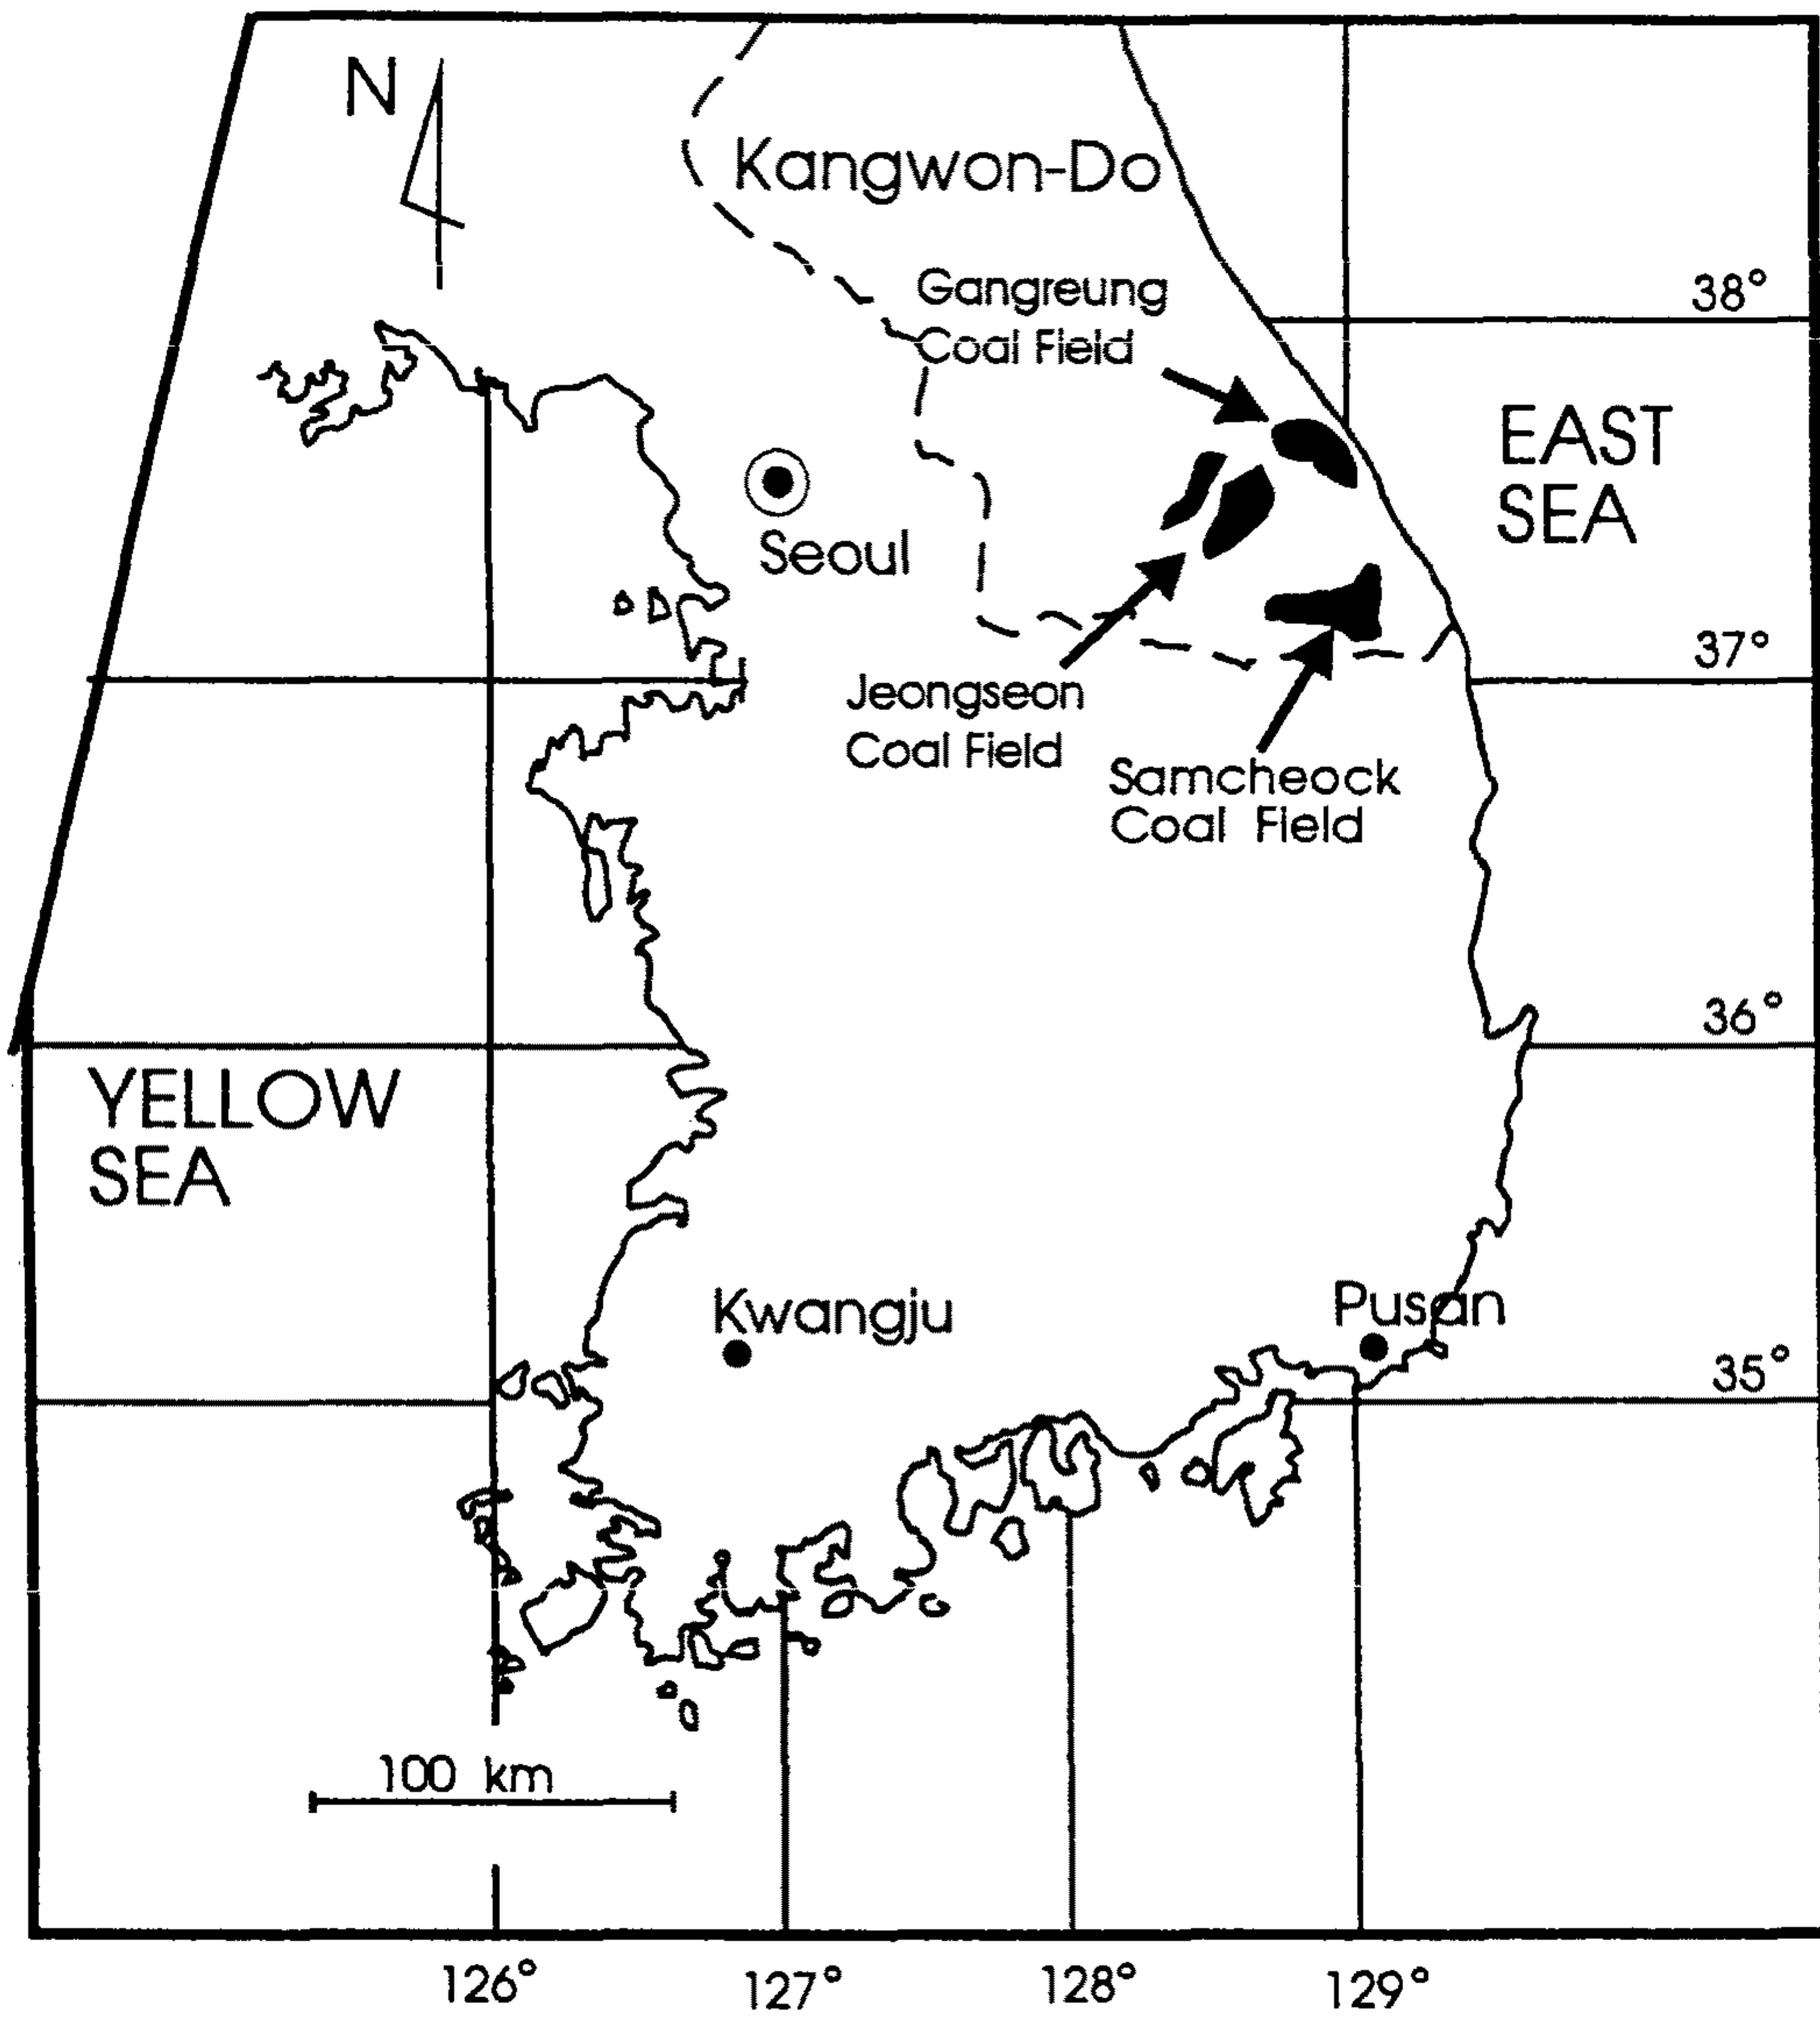 N
Kangwon-Do
Gangreung
Coal Field
38°
EAST
SEA
Seoul
37°
Jeongseon
Coal Field
Samcheock
Coal Field
36°
YELLOW
SEA
Kwangju
Pusan
35°
100 km
126°
127°
128°
129°